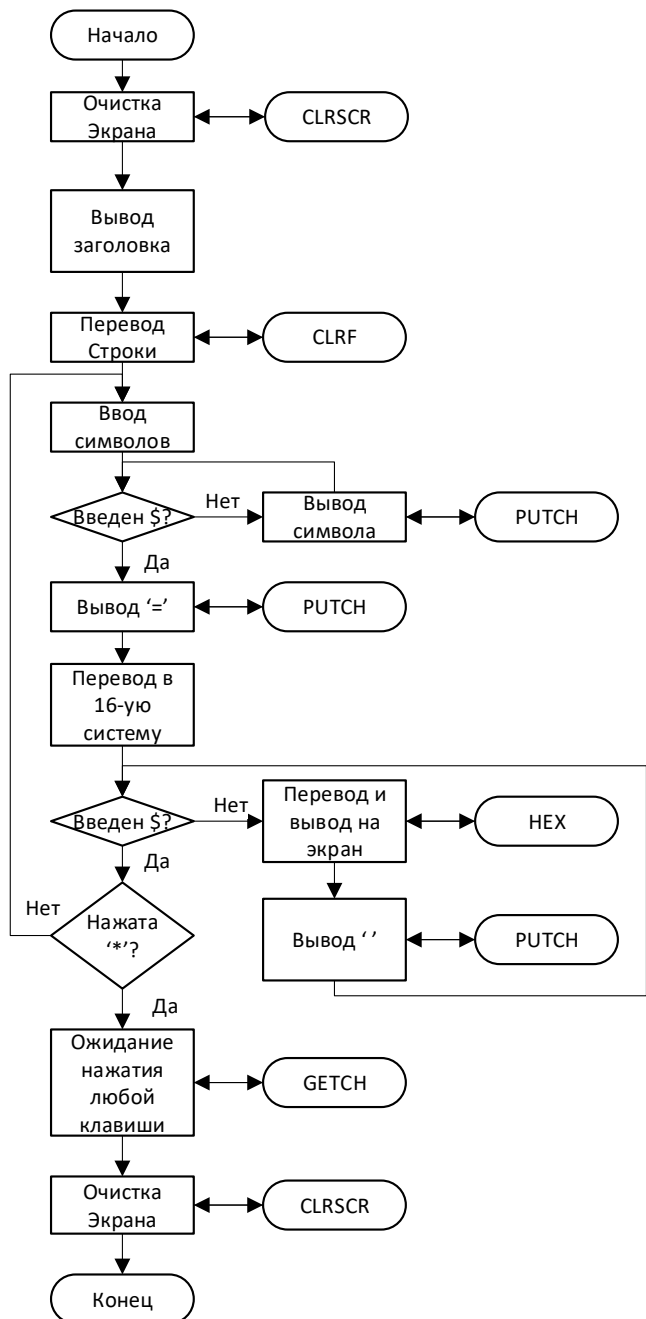 Начало
Очистка
Экрана
CLRSCR
Вывод
заголовка
Перевод
Строки
CLRF
Ввод
символов
Введен $?
Нет
Вывод
символа
PUTCH
Да
Вывод ‘=’
PUTCH
Перевод в
16-ую
систему
Введен $?
Нет
Перевод и
вывод на
экран
HEX
Да
Нет
Нажата
‘*’?
Вывод ‘ ’
PUTCH
Да
Ожидание
нажатия
любой
клавиши
GETCH
Очистка
Экрана
CLRSCR
Конец